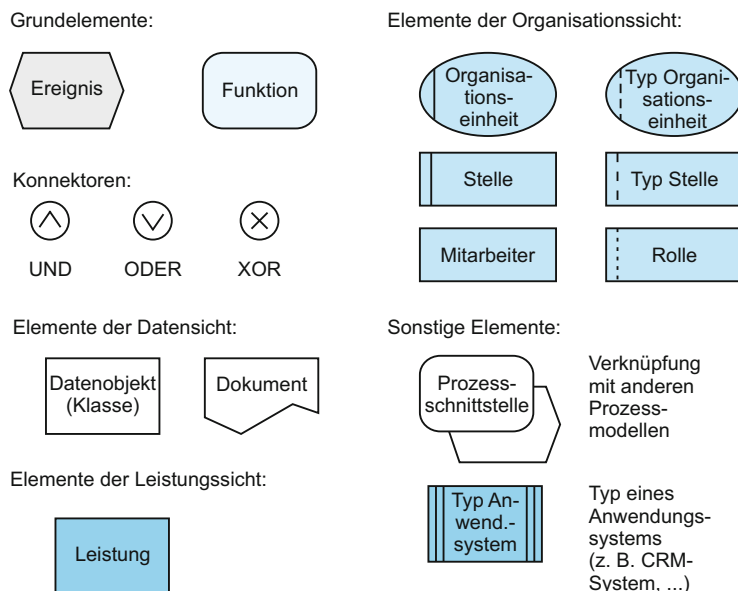 Grundelemente:
Ereignis
Funktion
Konnektoren:
UND
ODER
XOR
Elemente der Datensicht:
Datenobjekt
(Klasse)
Dokument
Elemente der Leistungssicht:
Leistung
Elemente der Organisationssicht:
Organisa-
tions-
einheit
Typ Organi-
sations-
einheit
Stelle
Typ Stelle
Mitarbeiter
Rolle
Sonstige Elemente:
Prozess-
schnittstelle
Verknüpfung
mit anderen
Prozess-
modellen
Typ An-
wend.-
system
Typ eines
Anwendungs-
systems
(z. B. CRM-
System, ...)